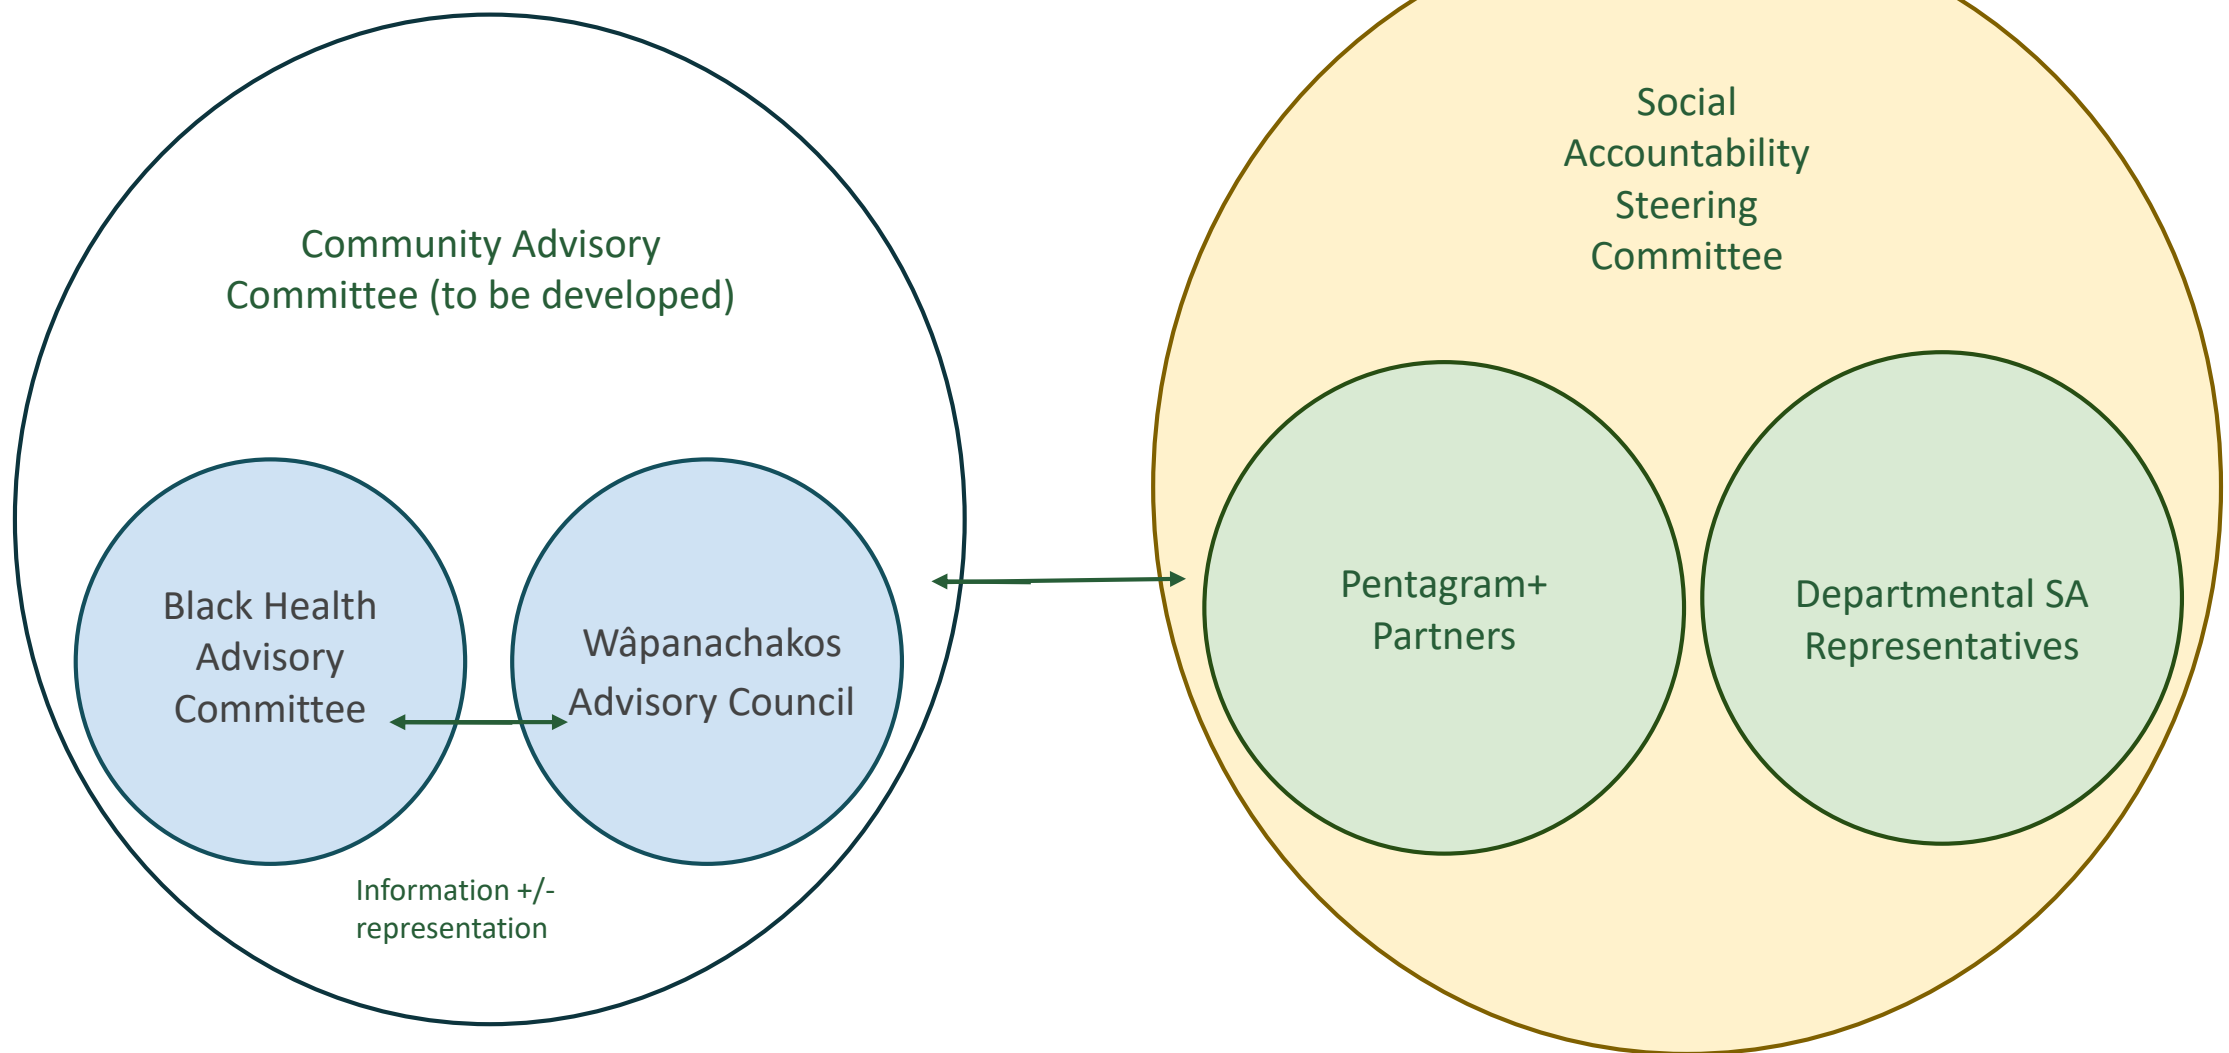 Community Advisory
Committee (to be developed)
Black Health
Advisory
Committee
Wâpanachakos
Advisory Council
Information +/-
representation
Social
Accountability
Steering
Committee
Pentagram+
Partners
Departmental SA
Representatives